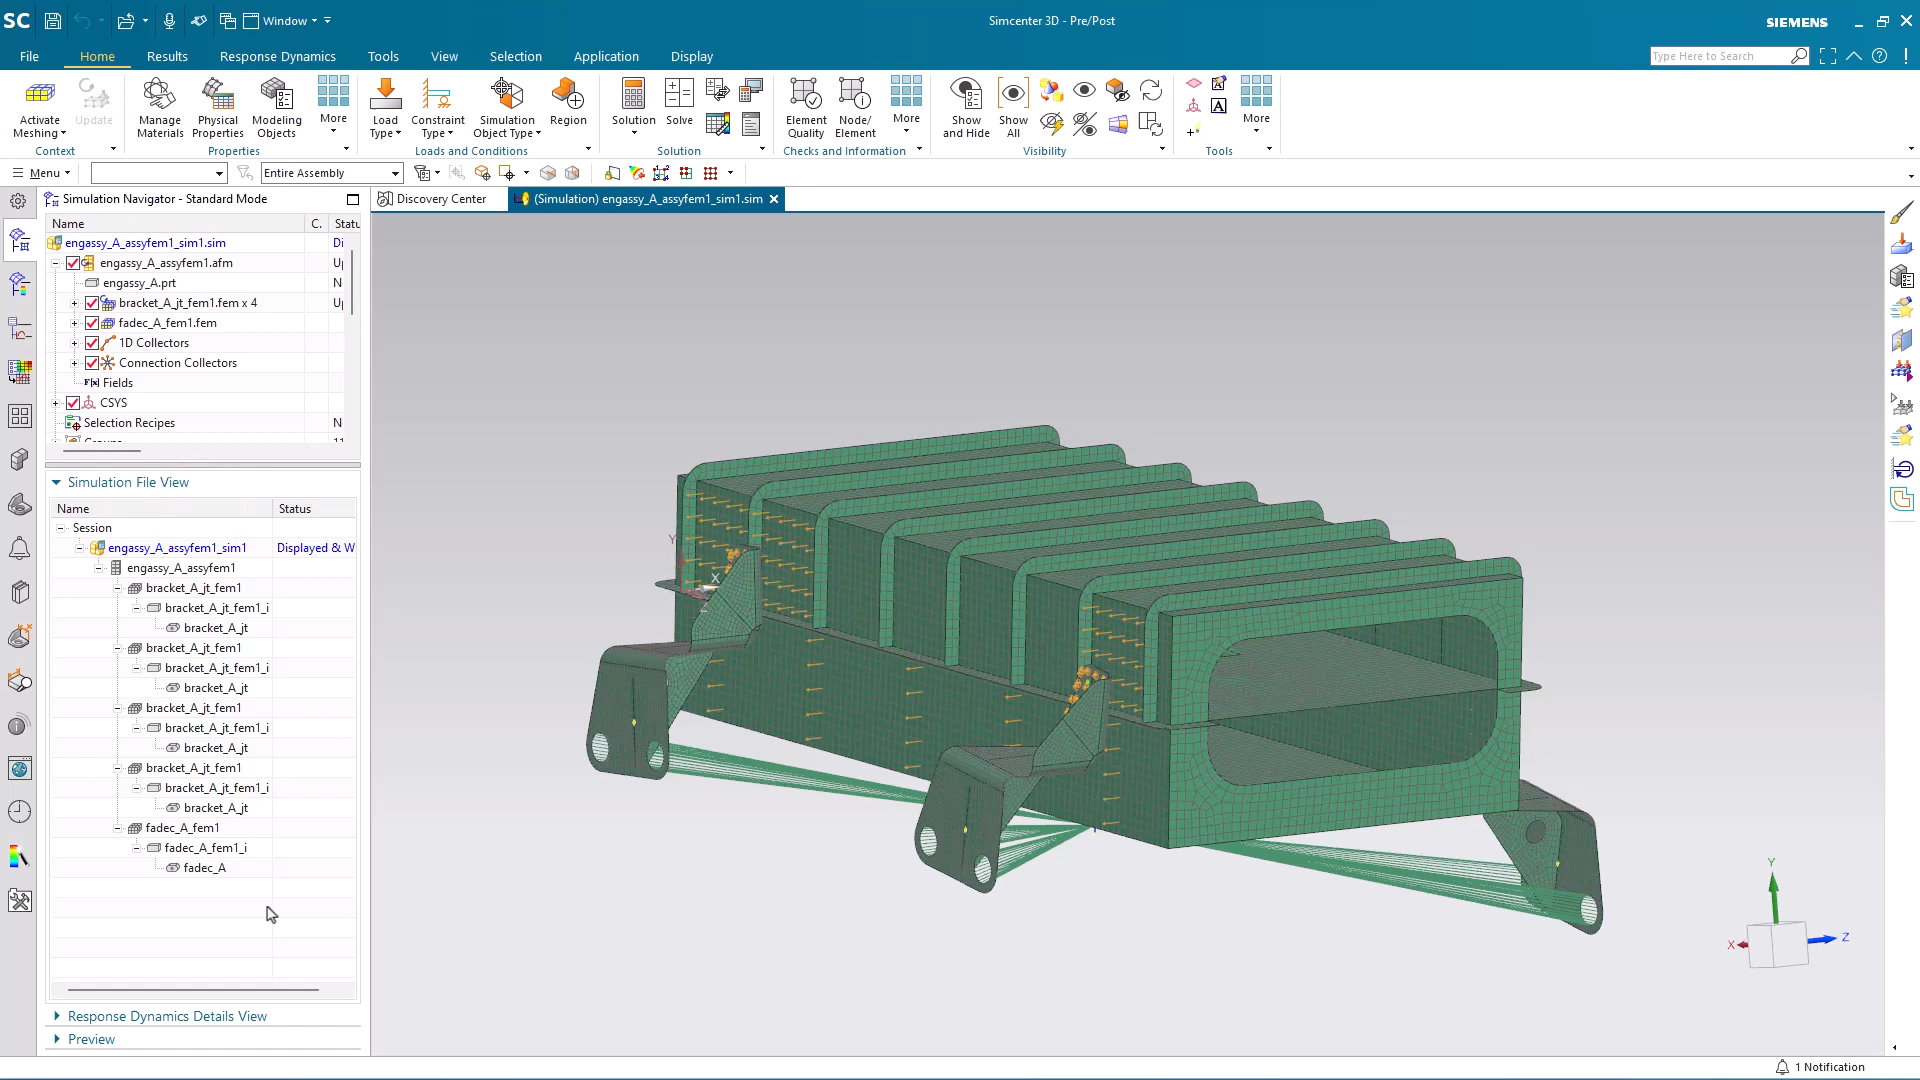 SC Window Simcenter 3D - Pre/Post SIEMENS
File Home Results Response Dynamics Tools View Selection Application Display Type Here to Search
Activate Meshing Update Manage Materials Physical Properties Modeling Objects More Load Type Constraint Type Simulation Object Type Region Solution Solve Element Quality Node/ Element More Show and Hide Show All More
Context Properties Loads and Conditions Solution Checks and Information Visibility Tools
Menu Entire Assembly
Simulation Navigator - Standard Mode Discovery Center (Simulation) engassy_A_assyfem1_sim1.sim
Name C. Statu
engassy_A_assyfem1_sim1.sim Di
engassy_A_assyfem1.afm
engassy_A.prt N
bracket_A_jt_fem1.fem x 4
fadec_A_fem1.fem
1D Collectors
Connection Collectors
Fields
CSYS
Selection Recipes N
Simulation File View
Name Status
Session
engassy_A_assyfem1_sim1 Displayed & W
engassy_A_assyfem1
bracket_A_jt_fem1
bracket_A_jt_fem1_i
bracket_A_jt
bracket_A_jt_fem1
bracket_A_jt_fem1_i
bracket_A_jt
bracket_A_jt_fem1
bracket_A_jt_fem1_i
bracket_A_jt
bracket_A_jt_fem1
bracket_A_jt_fem1_i
bracket_A_jt
fadec_A_fem1
fadec_A_fem1_i
fadec_A
Response Dynamics Details View
Preview
Y
X
Z
Y
X
Z
1 Notification